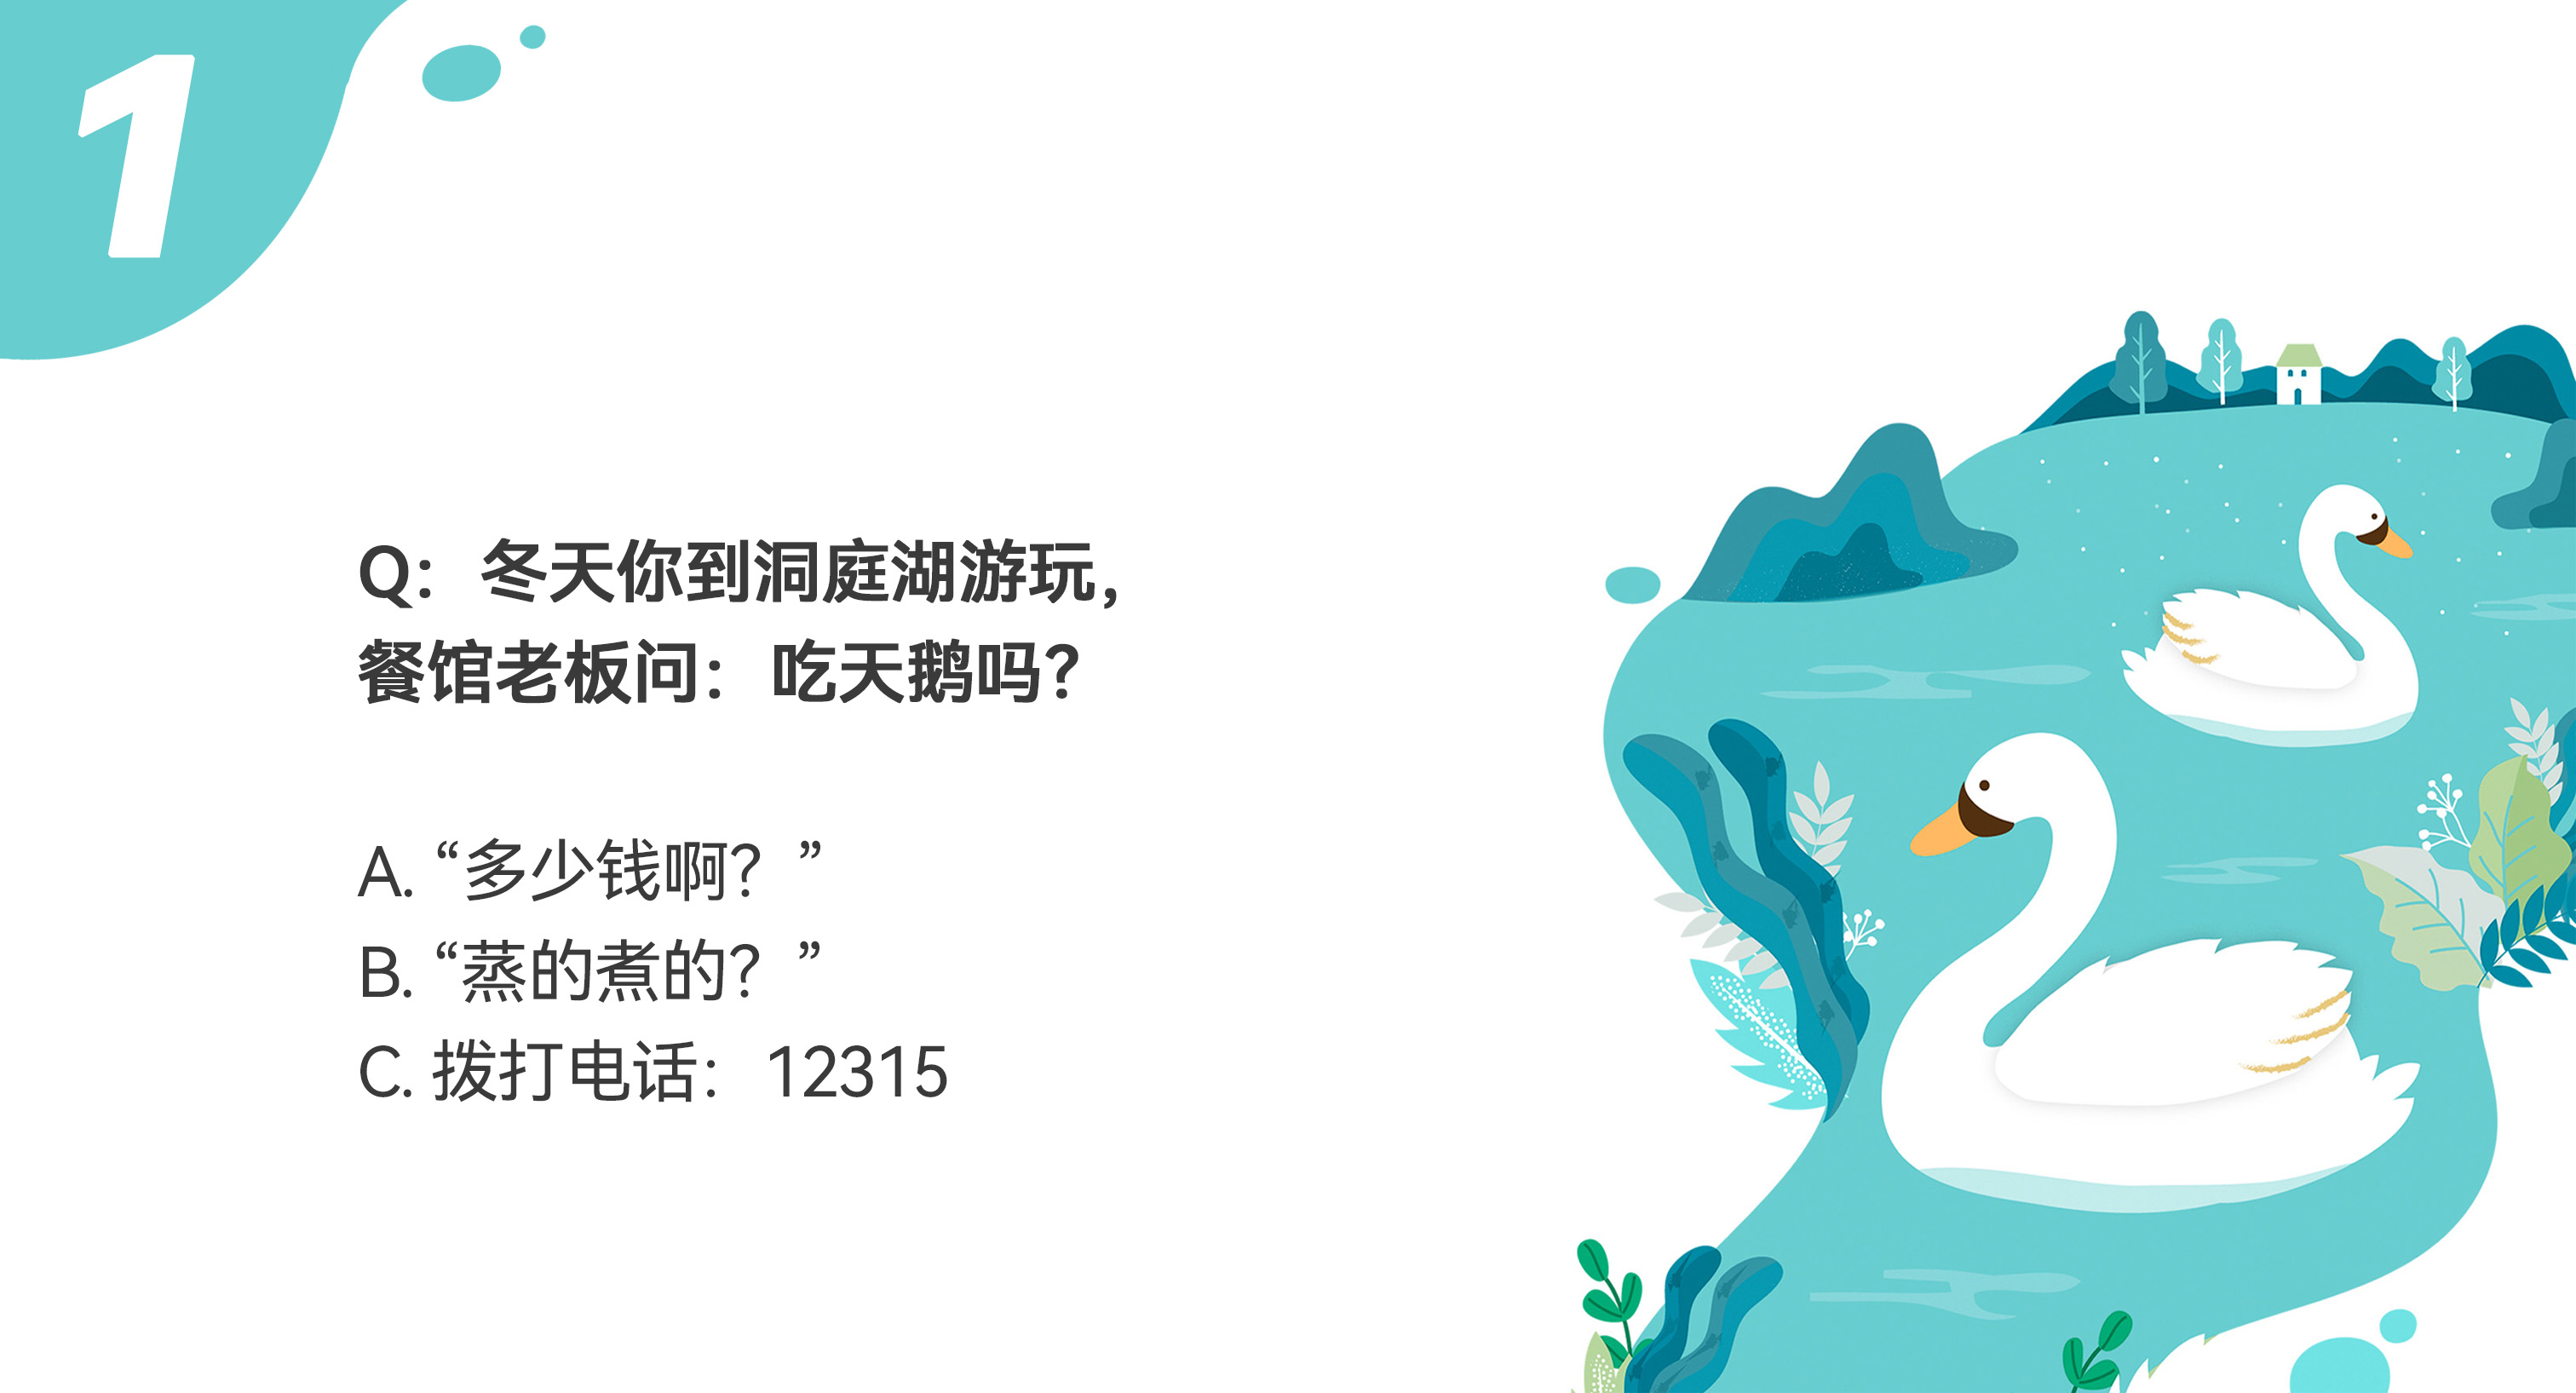 1
Q：冬天你到洞庭湖游玩，
餐馆老板问：吃天鹅吗？
A. “多少钱啊？”
B. “蒸的煮的？”
C. 拨打电话：12315